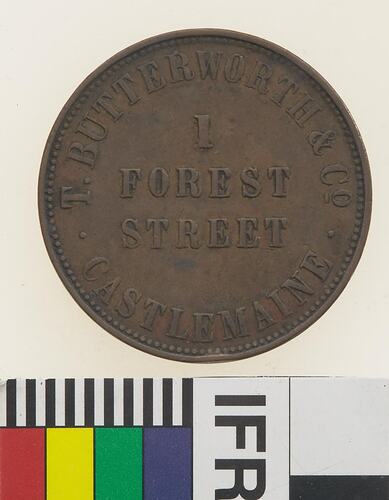 T. BUTTERWORTH & Co
1
FOREST
STREET
· CASTLEMAINE ·
IFR